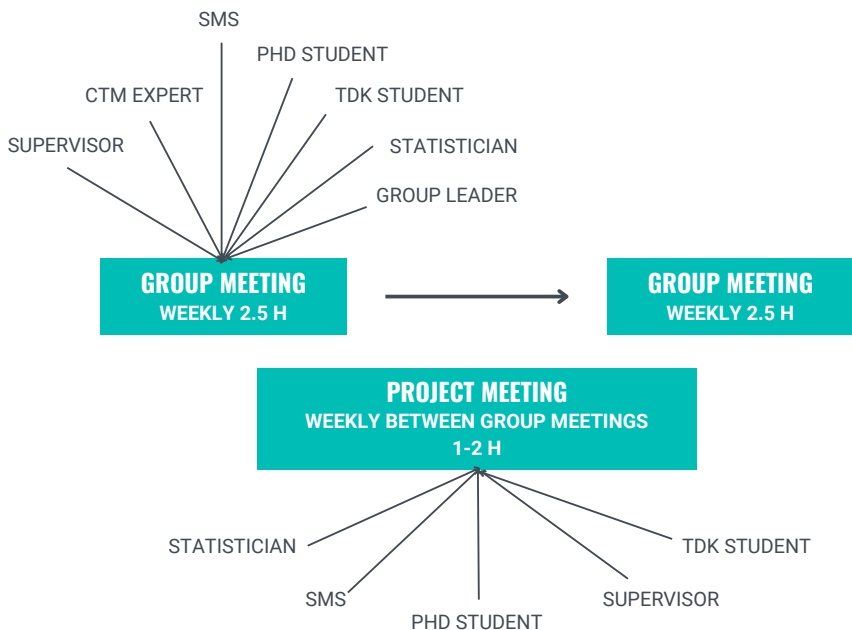 SMS
PHD STUDENT
CTM EXPERT
TDK STUDENT
SUPERVISOR
STATISTICIAN
GROUP LEADER
GROUP MEETING
WEEKLY 2.5 H
GROUP MEETING
WEEKLY 2.5 H
PROJECT MEETING
WEEKLY BETWEEN GROUP MEETINGS
1-2 H
STATISTICIAN
TDK STUDENT
SMS
SUPERVISOR
PHD STUDENT